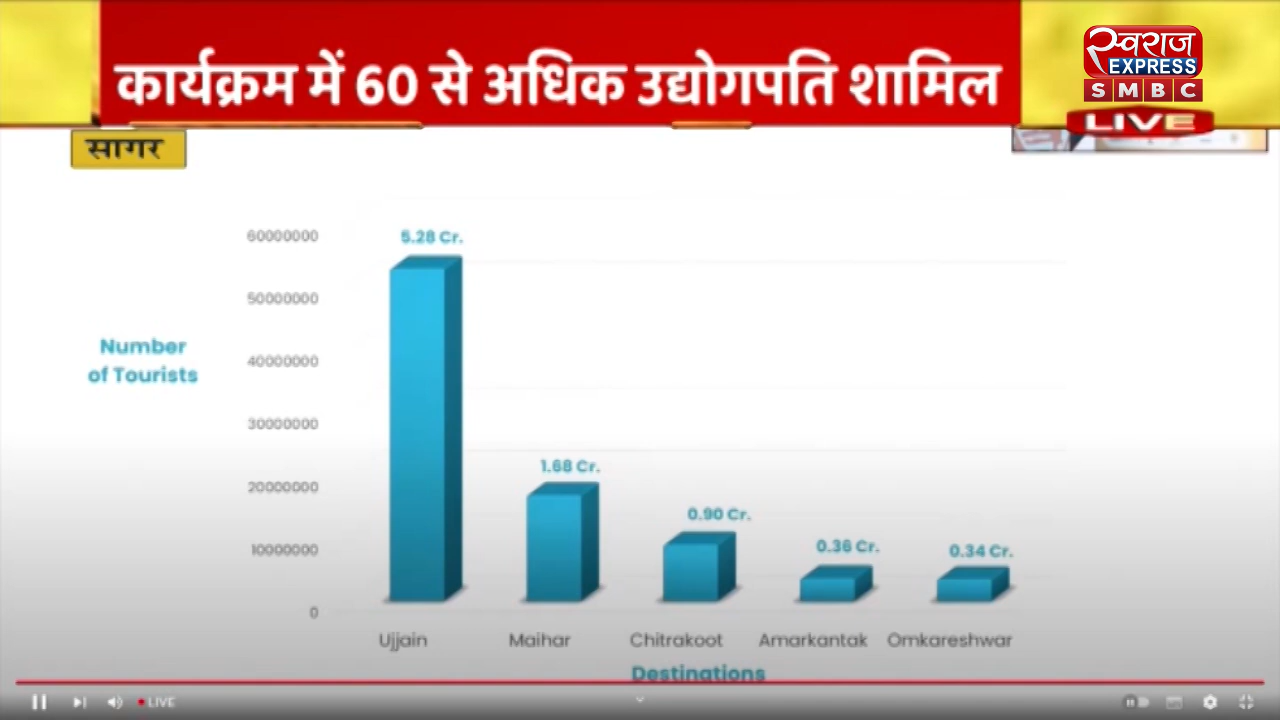 कार्यक्रम में 60 से अधिक उद्योगपति शामिल
स्वराज
EXPRESS
SMBC
LIVE
सागर
60000000
50000000
40000000
30000000
20000000
10000000
0
Number
of Tourists
5.28 Cr.
1.68 Cr.
0.90 Cr.
0.36 Cr.
0.34 Cr.
Ujjain Maihar Chitrakoot Amarkantak Omkareshwar
Destinations
LIVE